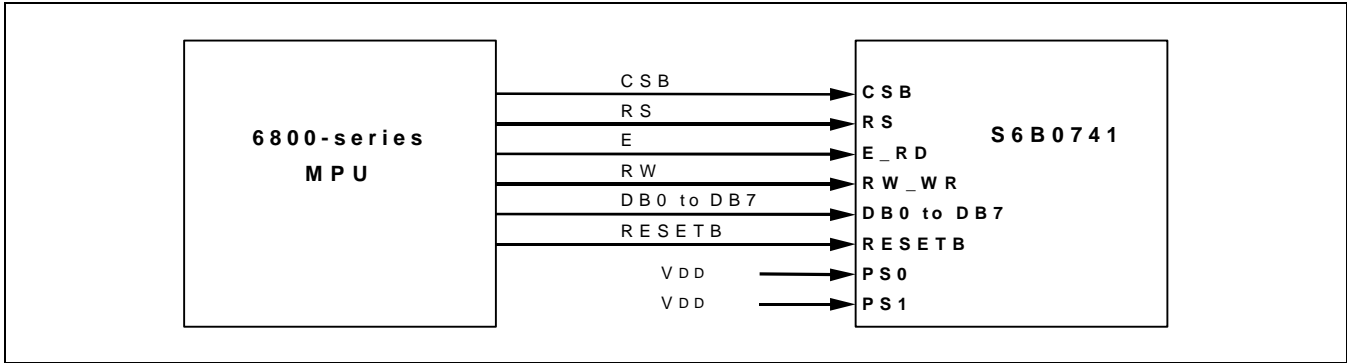 CSB
CSB
RS
RS
6800-series
S6B0741
E
E_RD
MPU
RW
RW_WR
DB0 to DB7
DB0 to DB7
RESETB
RESETB
VDD
PS0
VDD
PS1